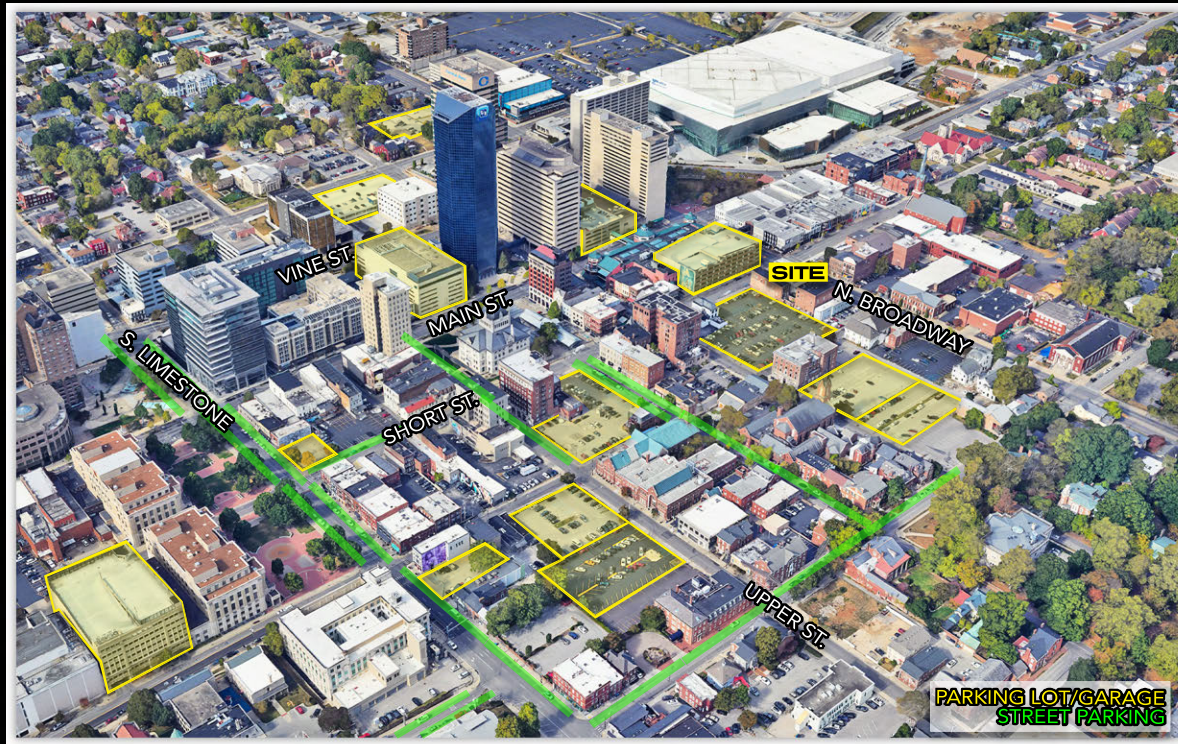 SITE
VINE ST.
N. BROADWAY
MAIN ST.
S. LIMESTONE
SHORT ST.
UPPER ST.
PARKING LOT/GARAGE
STREET PARKING